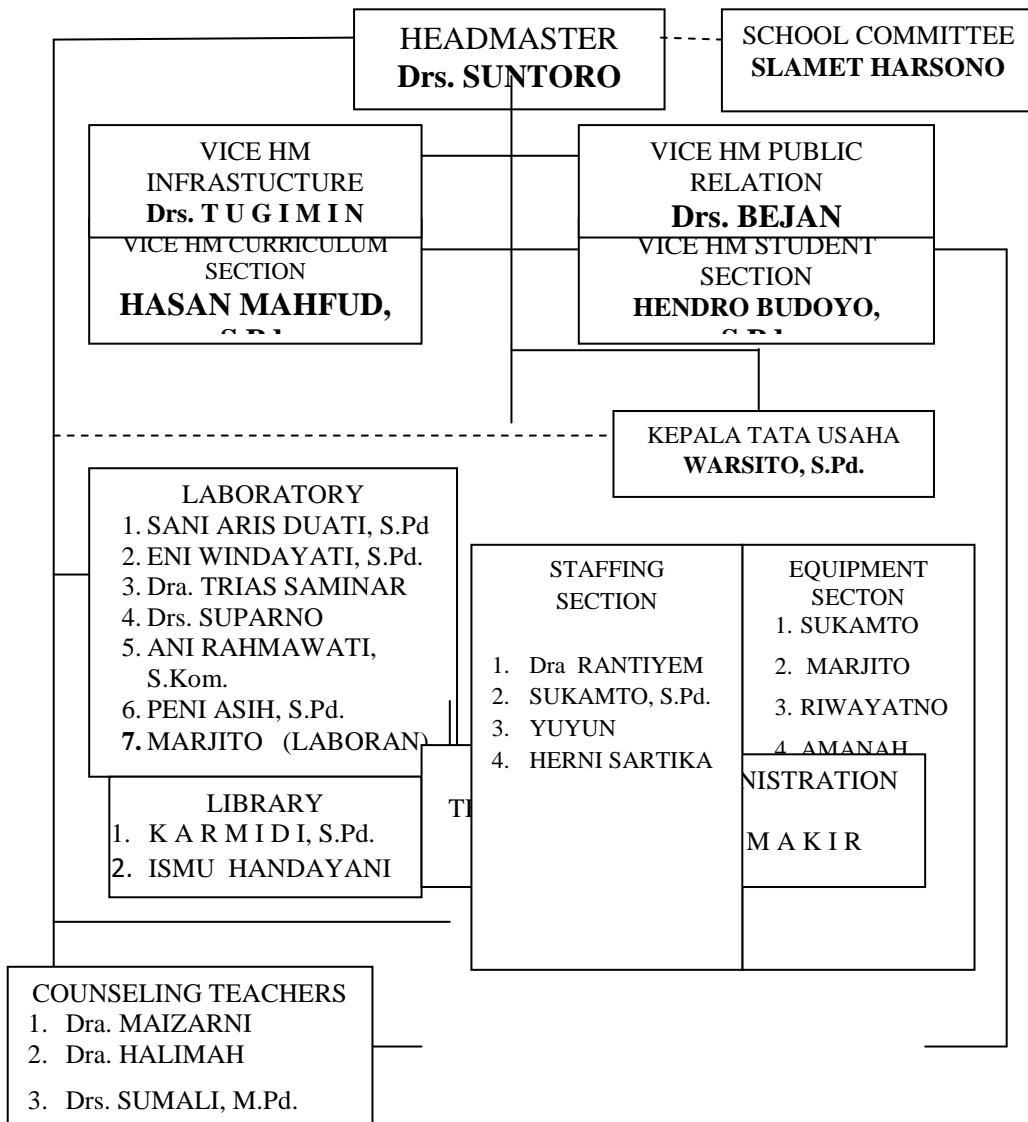 HEADMASTER
Drs. SUNTORO
SCHOOL COMMITTEE
SLAMET HARSONO
VICE HM
INFRASTUCTURE
Drs. T U G I M I N
VICE HM PUBLIC
RELATION
Drs. BEJAN
VICE HM CURRICULUM
SECTION
HASAN MAHFUD,
S.Pd.
VICE HM STUDENT
SECTION
HENDRO BUDOYO,
S.Pd.
KEPALA TATA USAHA
WARSITO, S.Pd.
LABORATORY
1. SANI ARIS DUATI, S.Pd
2. ENI WINDAYATI, S.Pd.
3. Dra. TRIAS SAMINAR
4. Drs. SUPARNO
5. ANI RAHMAWATI,
S.Kom.
6. PENI ASIH, S.Pd.
7. MARJITO (LABORAN)
STAFFING
SECTION
1. Dra RANTIYEM
2. SUKAMTO, S.Pd.
3. YUYUN
4. HERNI SARTIKA
EQUIPMENT
SECTON
1. SUKAMTO
2. MARJITO
3. RIWAYATNO
4. AMANAH
NISTRATION
M A K I R
LIBRARY
1. K A R M I D I, S.Pd.
2. ISMU HANDAYANI
COUNSELING TEACHERS
1. Dra. MAIZARNI
2. Dra. HALIMAH
3. Drs. SUMALI, M.Pd.